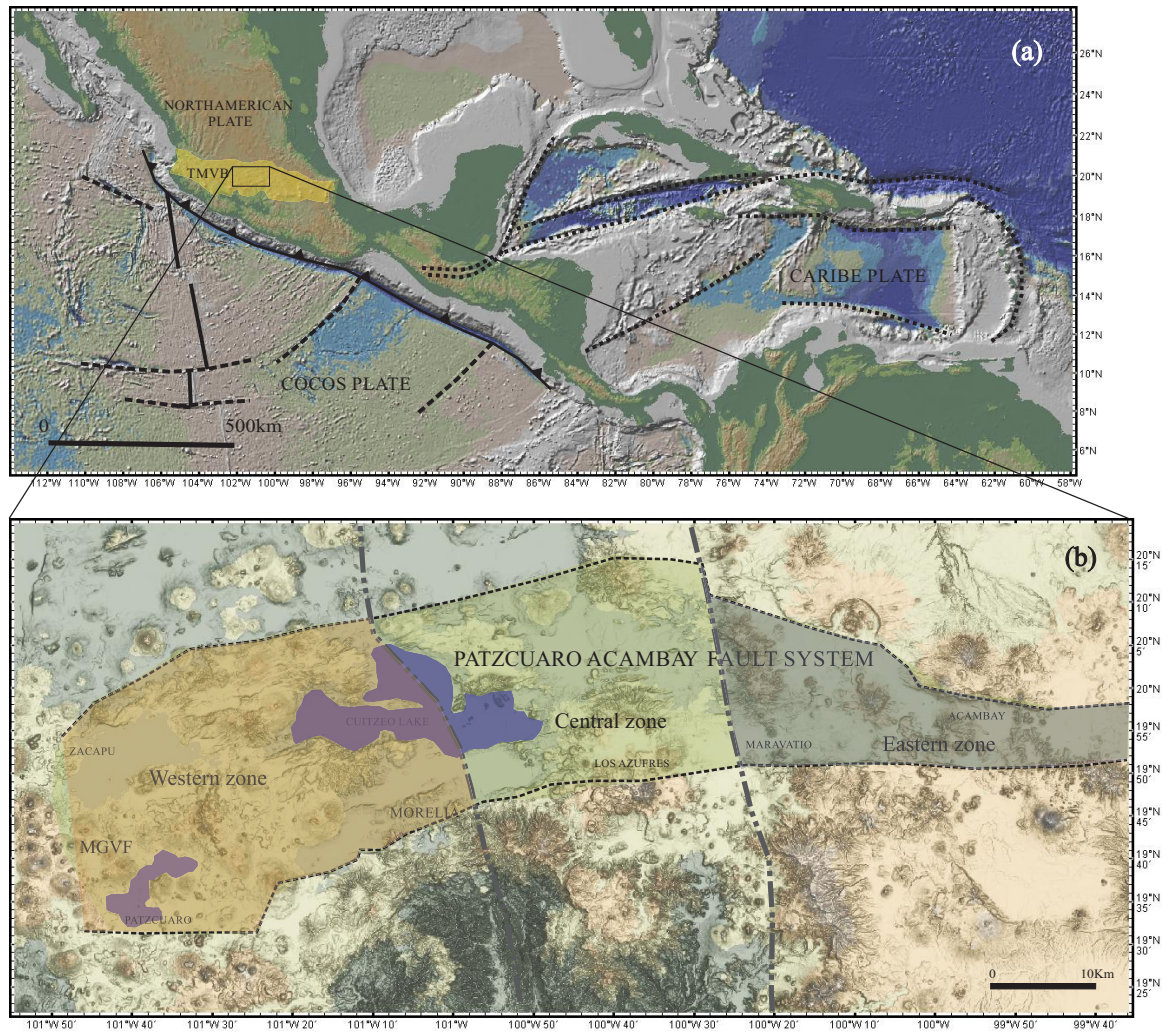 (a)
26°N
24°N
22°N
20°N
18°N
16°N
14°N
12°N
10°N
8°N
6°N
NORTHAMERICAN
PLATE
TMVB
CARIBE PLATE
COCOS PLATE
0 500km
112°W 110°W 108°W 106°W 104°W 102°W 100°W 98°W 96°W 94°W 92°W 90°W 88°W 86°W 84°W 82°W 80°W 78°W 76°W 74°W 72°W 70°W 68°W 66°W 64°W 62°W 60°W 58°W
(b)
20°N
15´
20°N
10´
20°N
5´
20°N
19°N
55´
19°N
50´
19°N
45´
19°N
40´
19°N
35´
19°N
30´
19°N
25´
PATZCUARO ACAMBAY FAULT SYSTEM
CUITZEO LAKE
Central zone
ACAMBAY
ZACAPU
MARAVATIO
Eastern zone
Western zone
LOS AZUFRES
MORELIA
MGVF
PATZCUARO
0 10Km
101°W 50´ 101°W 40´ 101°W 30´ 101°W 20´ 101°W 10´ 101°W 100°W 50´ 100°W 40´ 100°W 30´ 100°W 20´ 100°W 10´ 100°W 99°W 50´ 99°W 40´